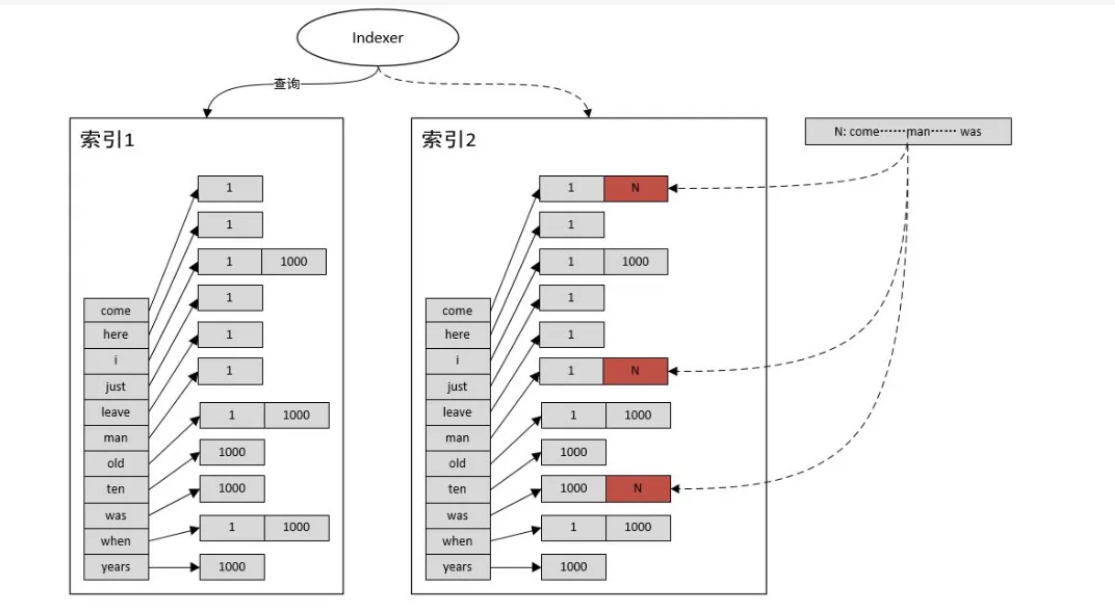 Indexer
查询
索引1
1
1
1 1000
1
1
1
1 1000
1000
1000
1 1000
1000
come
here
i
just
leave
man
old
ten
was
when
years
索引2
1 N
1
1 1000
1
1
1 N
1 1000
1000
1000 N
1 1000
1000
come
here
i
just
leave
man
old
ten
was
when
years
N: come……man…… was